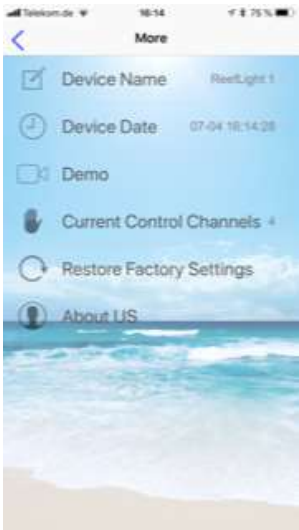 Telekom.de 16:14 75 %
More
Device Name ReefLight 1
Device Date 07-04 16:14:28
Demo
Current Control Channels 4
Restore Factory Settings
About US